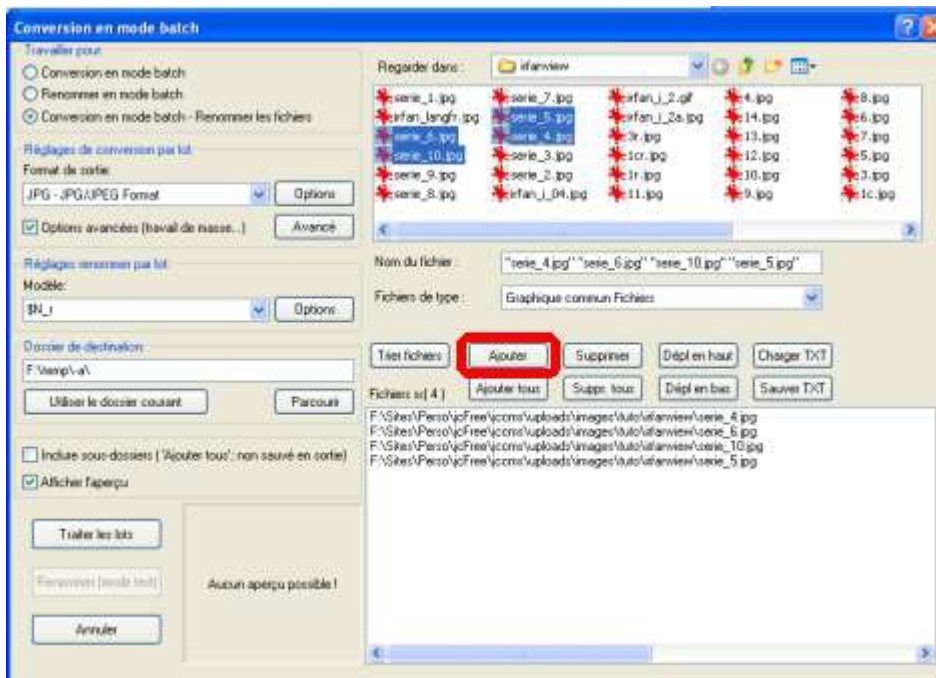 Conversion en mode batch
Travailler pour
Conversion en mode batch
Renommer en mode batch
Conversion en mode batch - Renommer les fichiers
Réglages de conversion par lot
Format de sortie:
JPG - JPG/JPEG Format
Options
Options avancées (travail de masse...)
Avancé
Réglages renommer par lot
Modèle:
Options
Dossier de destination
Utiliser le dossier courant
Parcourir
Inclure sous-dossiers ( 'Ajouter tous'; non sauvé en sortie)
Afficher l'aperçu
Traiter les lots
Renommer (mode test)
Annuler
Aucun aperçu possible !
Regarder dans :
irfanview
serie_1.jpg serie_7.jpg irfan_i_2.gif 4.jpg 8.jpg
irfan_langfr.jpg serie_5.jpg irfan_i_2a.jpg 14.jpg 6.jpg
serie_6.jpg serie_4.jpg 3r.jpg 13.jpg 7.jpg
serie_10.jpg serie_3.jpg 1cr.jpg 12.jpg 5.jpg
serie_9.jpg serie_2.jpg 1r.jpg 10.jpg 3.jpg
serie_8.jpg irfan_i_04.jpg 11.jpg 9.jpg 1c.jpg
Nom du fichier :
"serie_4.jpg" "serie_6.jpg" "serie_10.jpg" "serie_5.jpg"
Fichiers de type :
Graphique commun Fichiers
Trier fichiers Ajouter Supprimer Dépl en haut Charger TXT
Fichiers sr( 4 ) Ajouter tous Suppr. tous Dépl en bas Sauver TXT
F:\Sites\Perso\jcFree\jccms\uploads\images\tuto\irfanview\serie_4.jpg
F:\Sites\Perso\jcFree\jccms\uploads\images\tuto\irfanview\serie_6.jpg
F:\Sites\Perso\jcFree\jccms\uploads\images\tuto\irfanview\serie_10.jpg
F:\Sites\Perso\jcFree\jccms\uploads\images\tuto\irfanview\serie_5.jpg